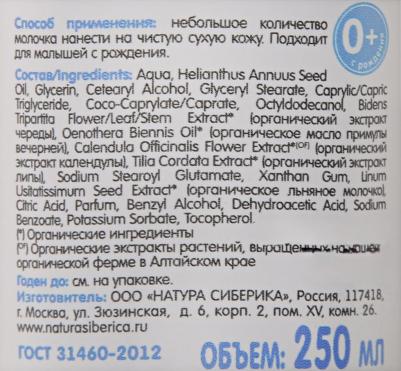 Способ применения: небольшое количество
молочка нанести на чистую сухую кожу. Подходит
для малышей с рождения.
0+
с рождения
Состав/Ingredients: Aqua, Helianthus Annuus Seed
Oil, Glycerin, Cetearyl Alcohol, Glyceryl Stearate, Caprylic/Capric
Triglyceride, Coco-Caprylate/Caprate, Octyldodecanol, Bidens
Tripartita Flower/Leaf/Stem Extract* (органический экстракт
череды), Oenothera Biennis Oil* (органическое масло примулы
вечерней), Calendula Officinalis Flower Extract*(OF) (органический
экстракт календулы), Tilia Cordata Extract* (органический экстракт
липы), Sodium Stearoyl Glutamate, Xanthan Gum, Linum
Usitatissimum Seed Extract* (органическое льняное молочко),
Citric Acid, Parfum, Benzyl Alcohol, Dehydroacetic Acid, Sodium
Benzoate, Potassium Sorbate, Tocopherol.
(*) Органические ингредиенты
(OF) Органические экстракты растений, выращенных на нашей
органической ферме в Алтайском крае
Годен до: см. на упаковке.
Изготовитель: ООО «НАТУРА СИБЕРИКА», Россия, 117418,
г. Москва, ул. Зюзинская, д. 6, корп. 2, пом. XV, комн. 26.
www.naturasiberica.ru
ГОСТ 31460-2012 ОБЪЕМ: 250 МЛ